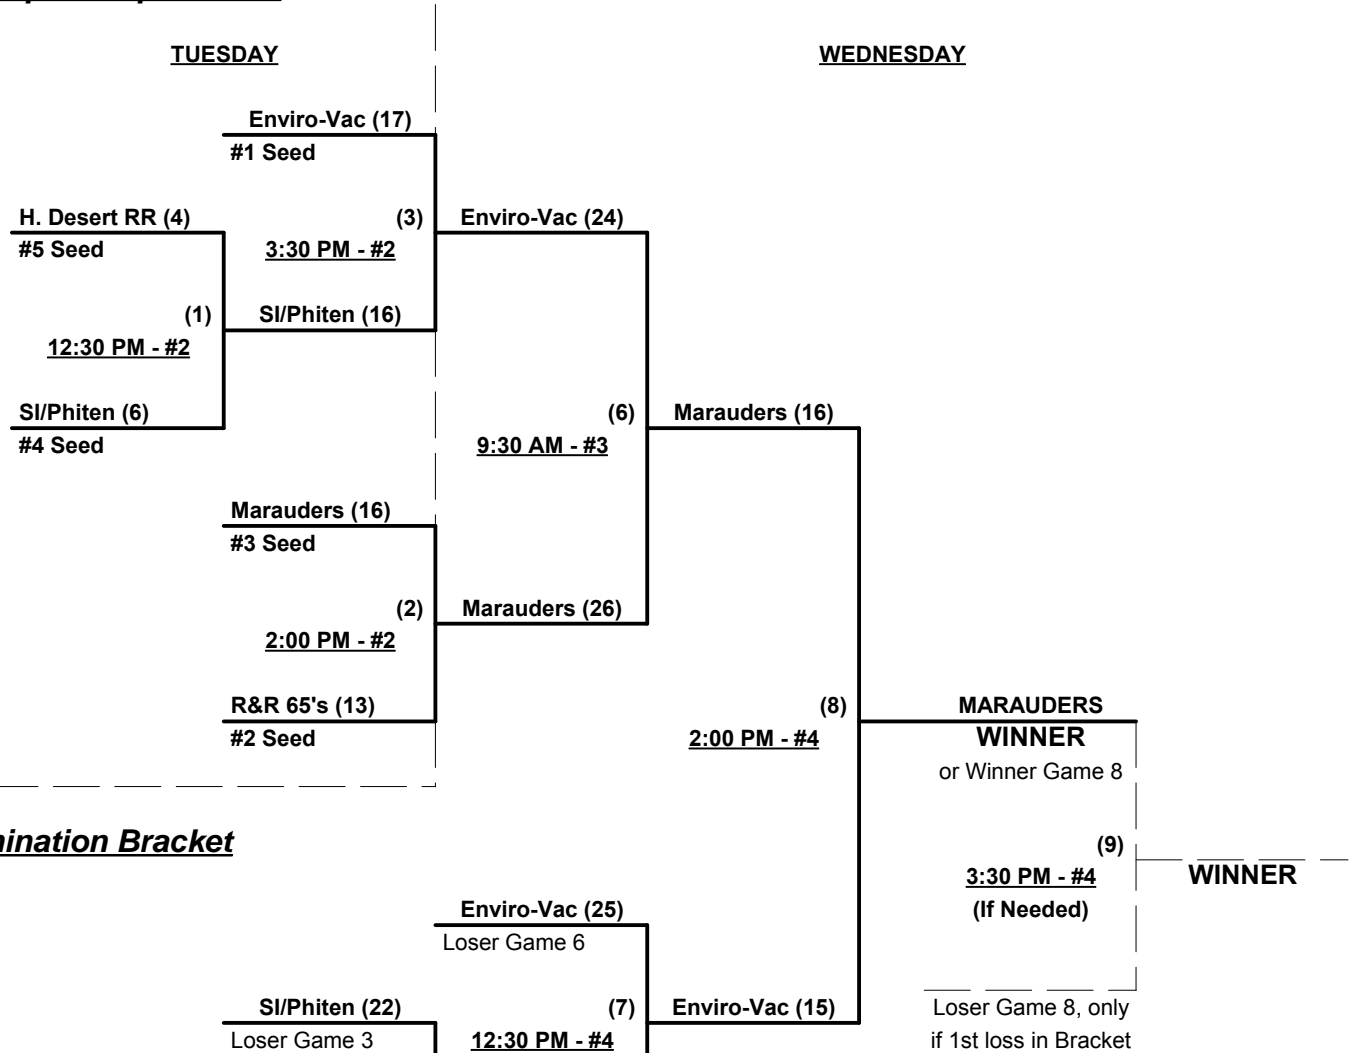 TUESDAY
WEDNESDAY
Enviro-Vac (17)
#1 Seed
H. Desert RR (4)
(3)
Enviro-Vac (24)
#5 Seed
3:30 PM - #2
(1)
SI/Phiten (16)
12:30 PM - #2
SI/Phiten (6)
(6)
Marauders (16)
#4 Seed
9:30 AM - #3
Marauders (16)
#3 Seed
(2)
Marauders (26)
2:00 PM - #2
R&R 65's (13)
(8)
MARAUDERS
#2 Seed
2:00 PM - #4
WINNER
or Winner Game 8
mination Bracket
(9)
3:30 PM - #4
WINNER
(If Needed)
Enviro-Vac (25)
Loser Game 6
SI/Phiten (22)
(7)
Enviro-Vac (15)
Loser Game 8, only
Loser Game 3
12:30 PM - #4
if 1st loss in Bracket